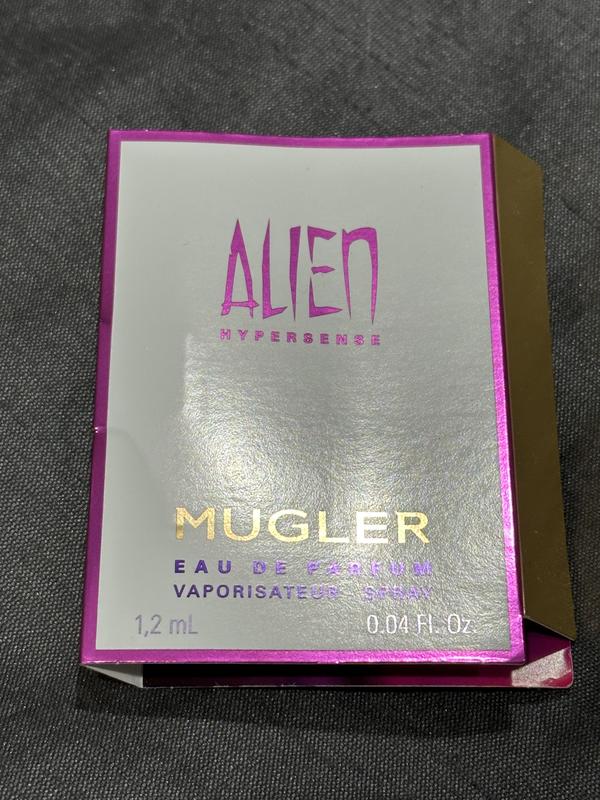 ALIEN
HYPERSENSE
MUGLER
EAU DE PARFUM
VAPORISATEUR SPRAY
1,2 mL 0.04 Fl. Oz.